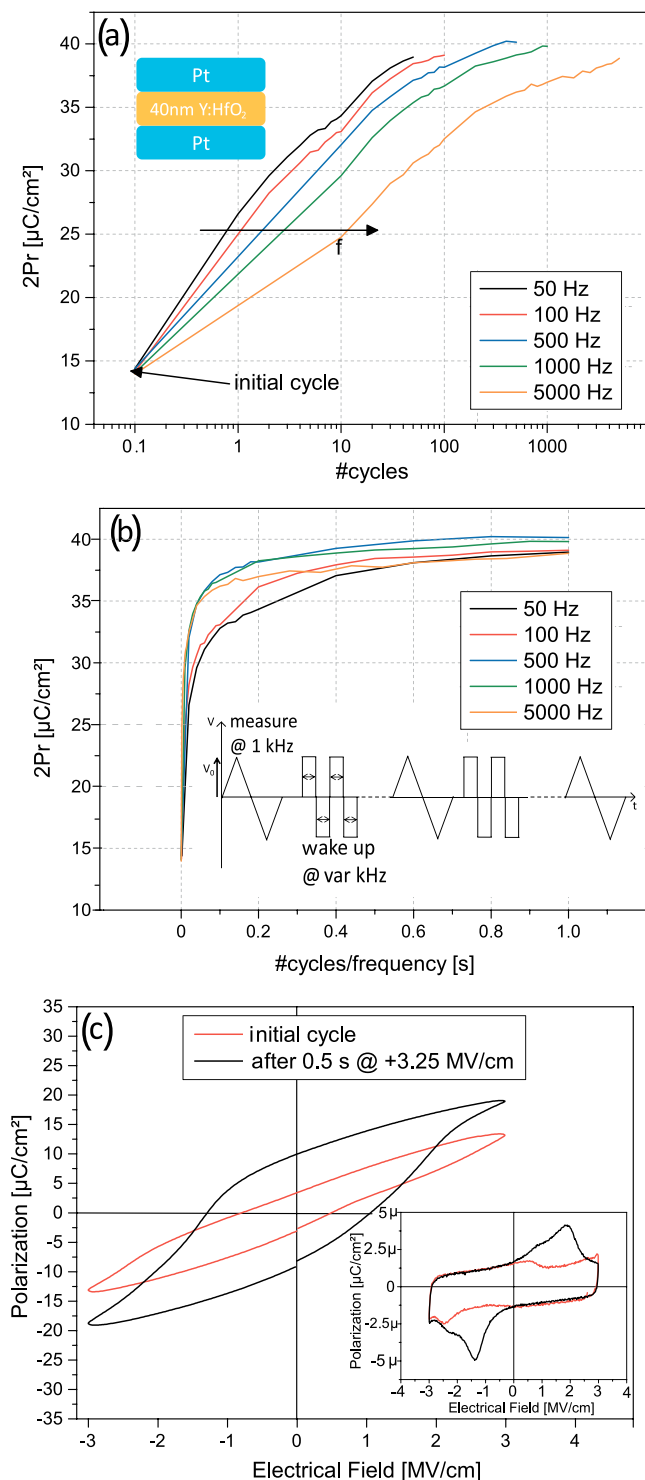 (a)
40
35
30
25
20
15
10
2Pr [µC/cm²]
Pt
40nm Y:HfO₂
Pt
f
initial cycle
50 Hz
100 Hz
500 Hz
1000 Hz
5000 Hz
0.1
1
10
100
1000
#cycles
(b)
40
35
30
25
20
15
10
2Pr [µC/cm²]
50 Hz
100 Hz
500 Hz
1000 Hz
5000 Hz
V
measure
@ 1 kHz
V₀
t
wake up
@ var kHz
0
0.2
0.4
0.6
0.8
1.0
#cycles/frequency [s]
(c)
35
30
25
20
15
10
5
0
-5
-10
-15
-20
-25
-30
-35
Polarization [µC/cm²]
initial cycle
after 0.5 s @ +3.25 MV/cm
5 µ
2.5µ
0
-2.5µ
-5 µ
Polarization [µC/cm²]
-4 -3 -2 -1 0 1 2 3 4
Electrical Field [MV/cm]
-3 -2 -1 0 1 2 3 4
Electrical Field [MV/cm]